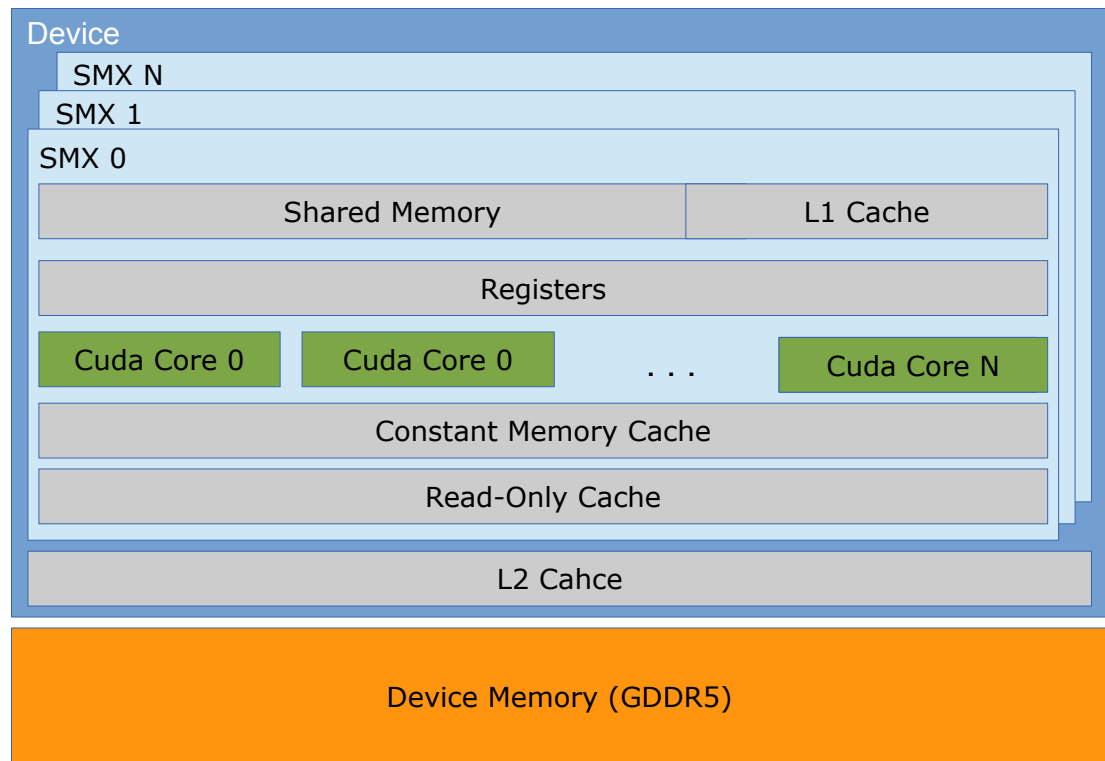 Device
SMX N
SMX 1
SMX 0
Shared Memory
L1 Cache
Registers
Cuda Core 0
Cuda Core 0
. . .
Cuda Core N
Constant Memory Cache
Read-Only Cache
L2 Cahce
Device Memory (GDDR5)